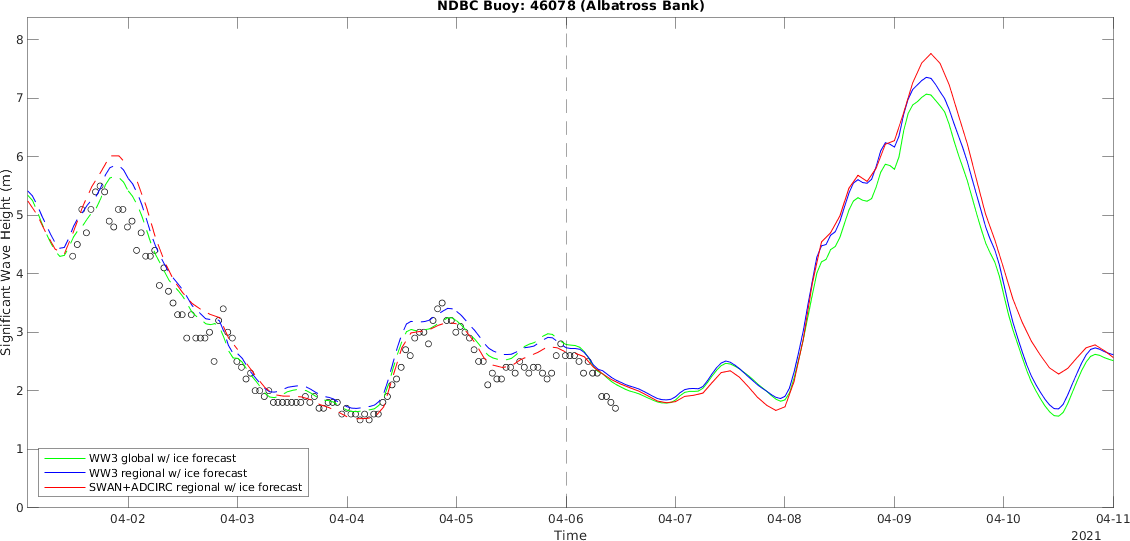 NDBC Buoy: 46078 (Albatross Bank)
Significant Wave Height (m)
8
7
6
5
4
3
2
1
0
WW3 global w/ ice forecast
WW3 regional w/ ice forecast
SWAN+ADCIRC regional w/ ice forecast
04-02 04-03 04-04 04-05 04-06 04-07 04-08 04-09 04-10 04-11
Time
2021